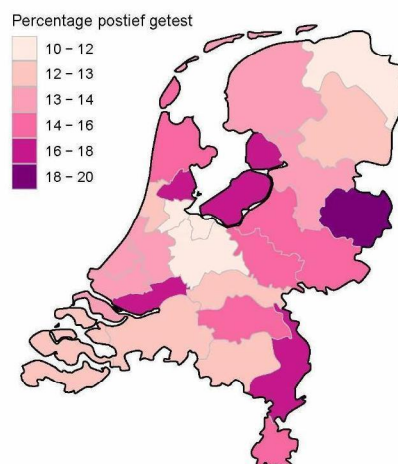 Percentage postief getest
10 – 12
12 – 13
13 – 14
14 – 16
16 – 18
18 – 20